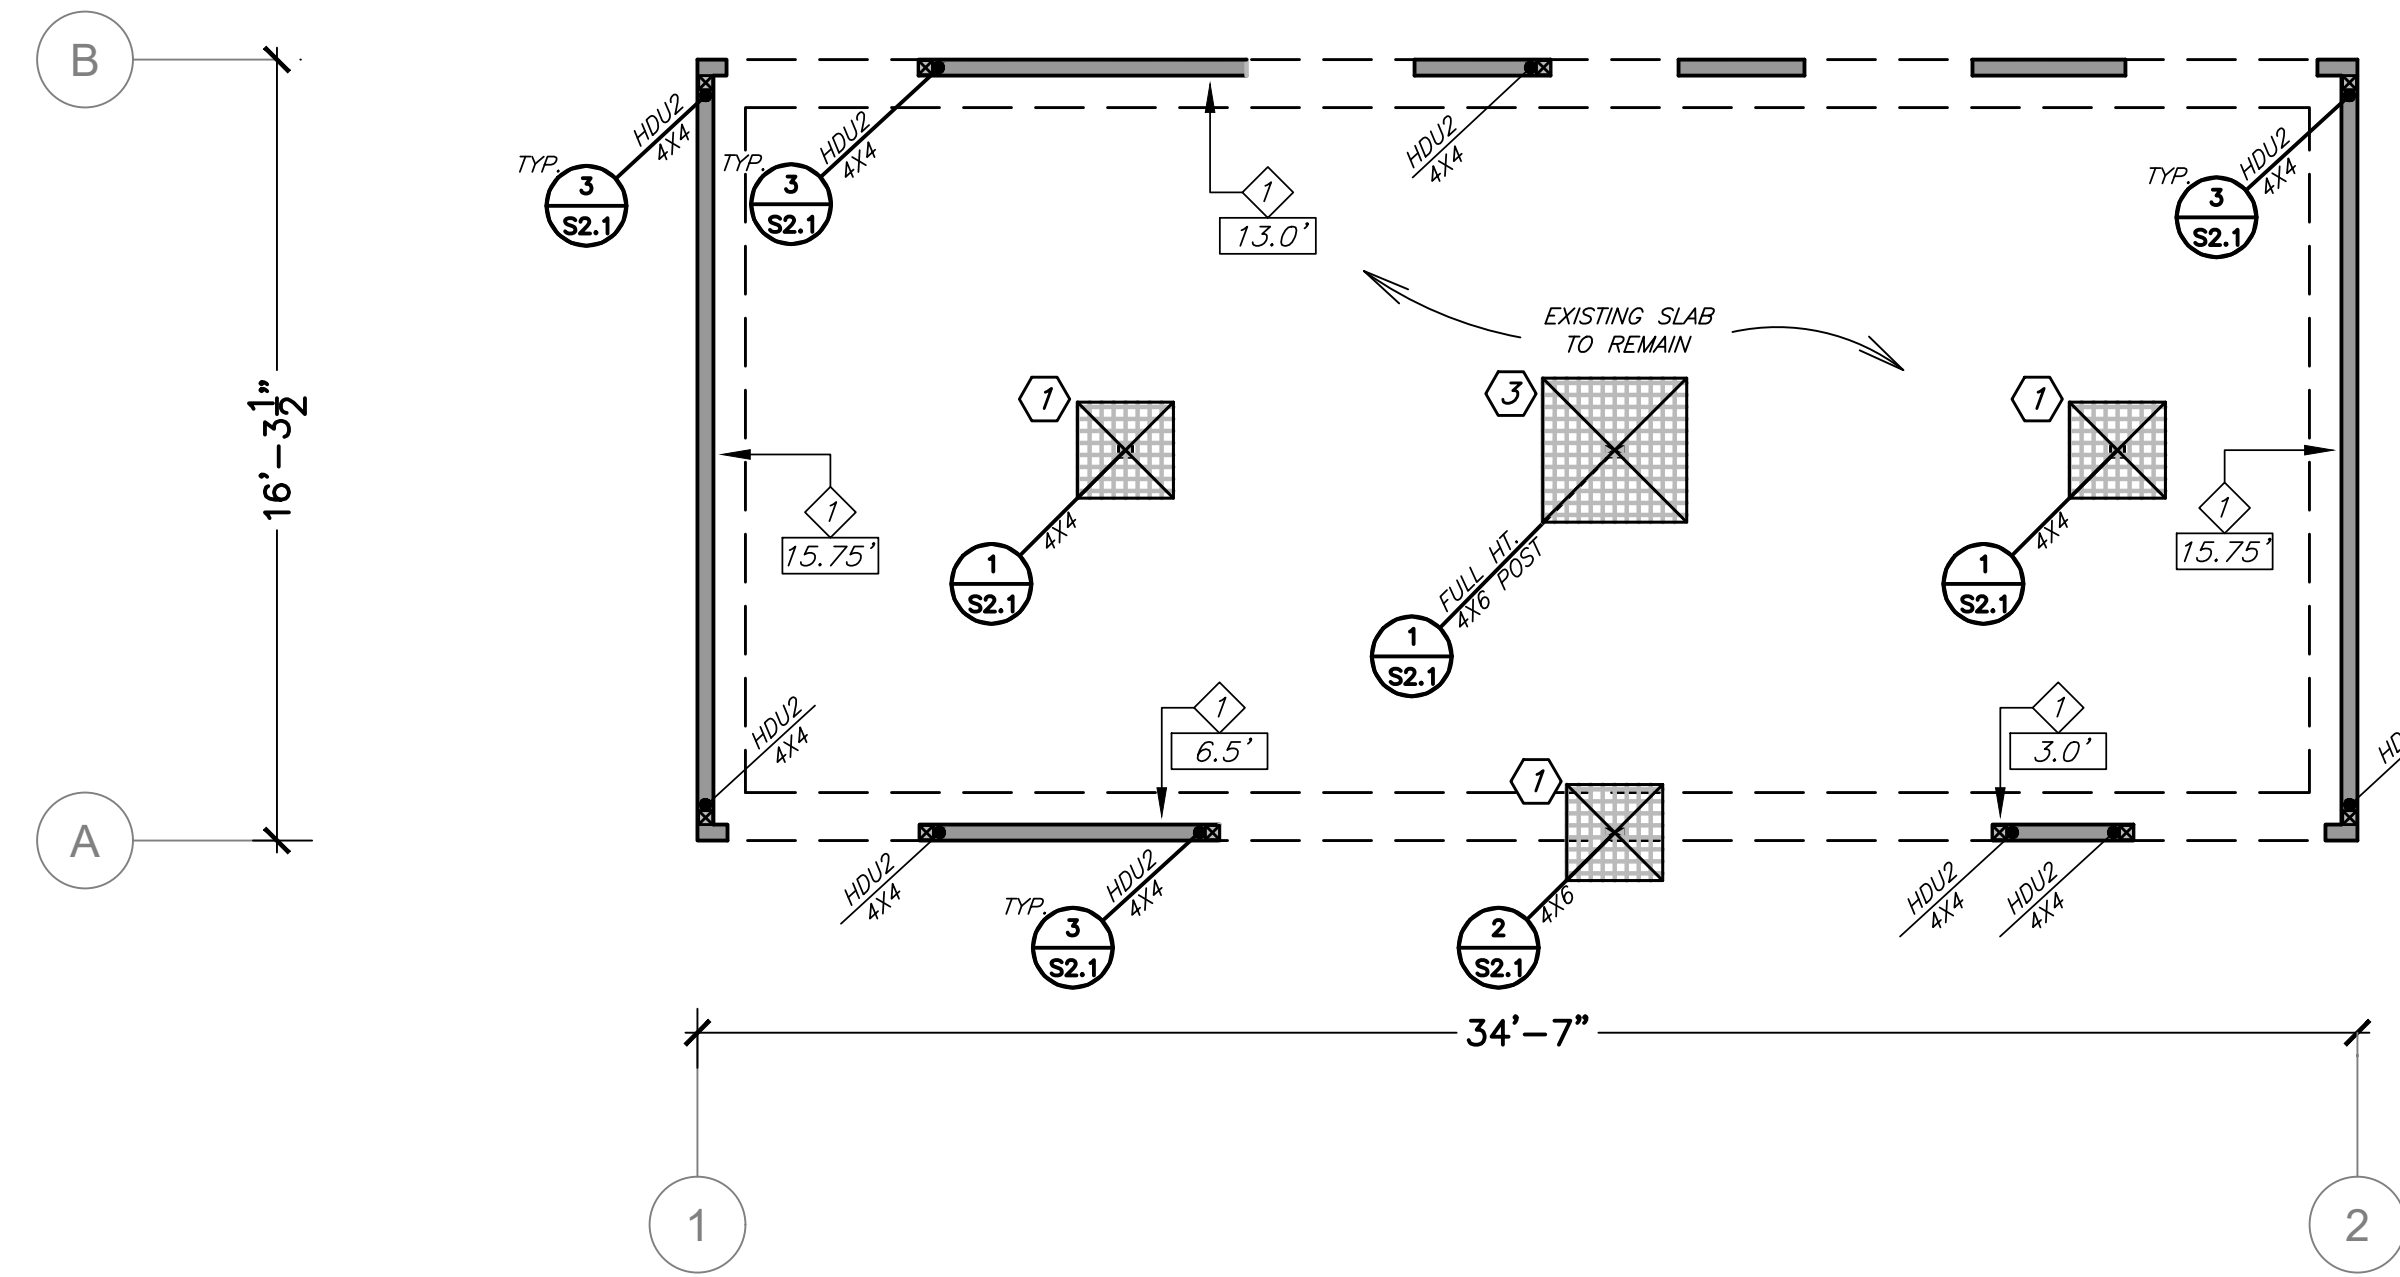 B
HDU2
4X4
TYP.
3
S2.1
HDU2
4X4
TYP.
3
S2.1
HDU2
4X4
HDU2
4X4
TYP.
3
S2.1
1
13.0'
EXISTING SLAB
TO REMAIN
16'-3 1/2"
1
3
1
1
15.75'
4X4
1
S2.1
FULL HT.
4X6 POST
1
S2.1
4X4
1
S2.1
1
15.75'
HDU2
4X4
1
6.5'
1
1
3.0'
HD
A
HDU2
4X4
HDU2
4X4
TYP.
3
S2.1
4X6
2
S2.1
HDU2
4X4
HDU2
4X4
34'-7"
1
2